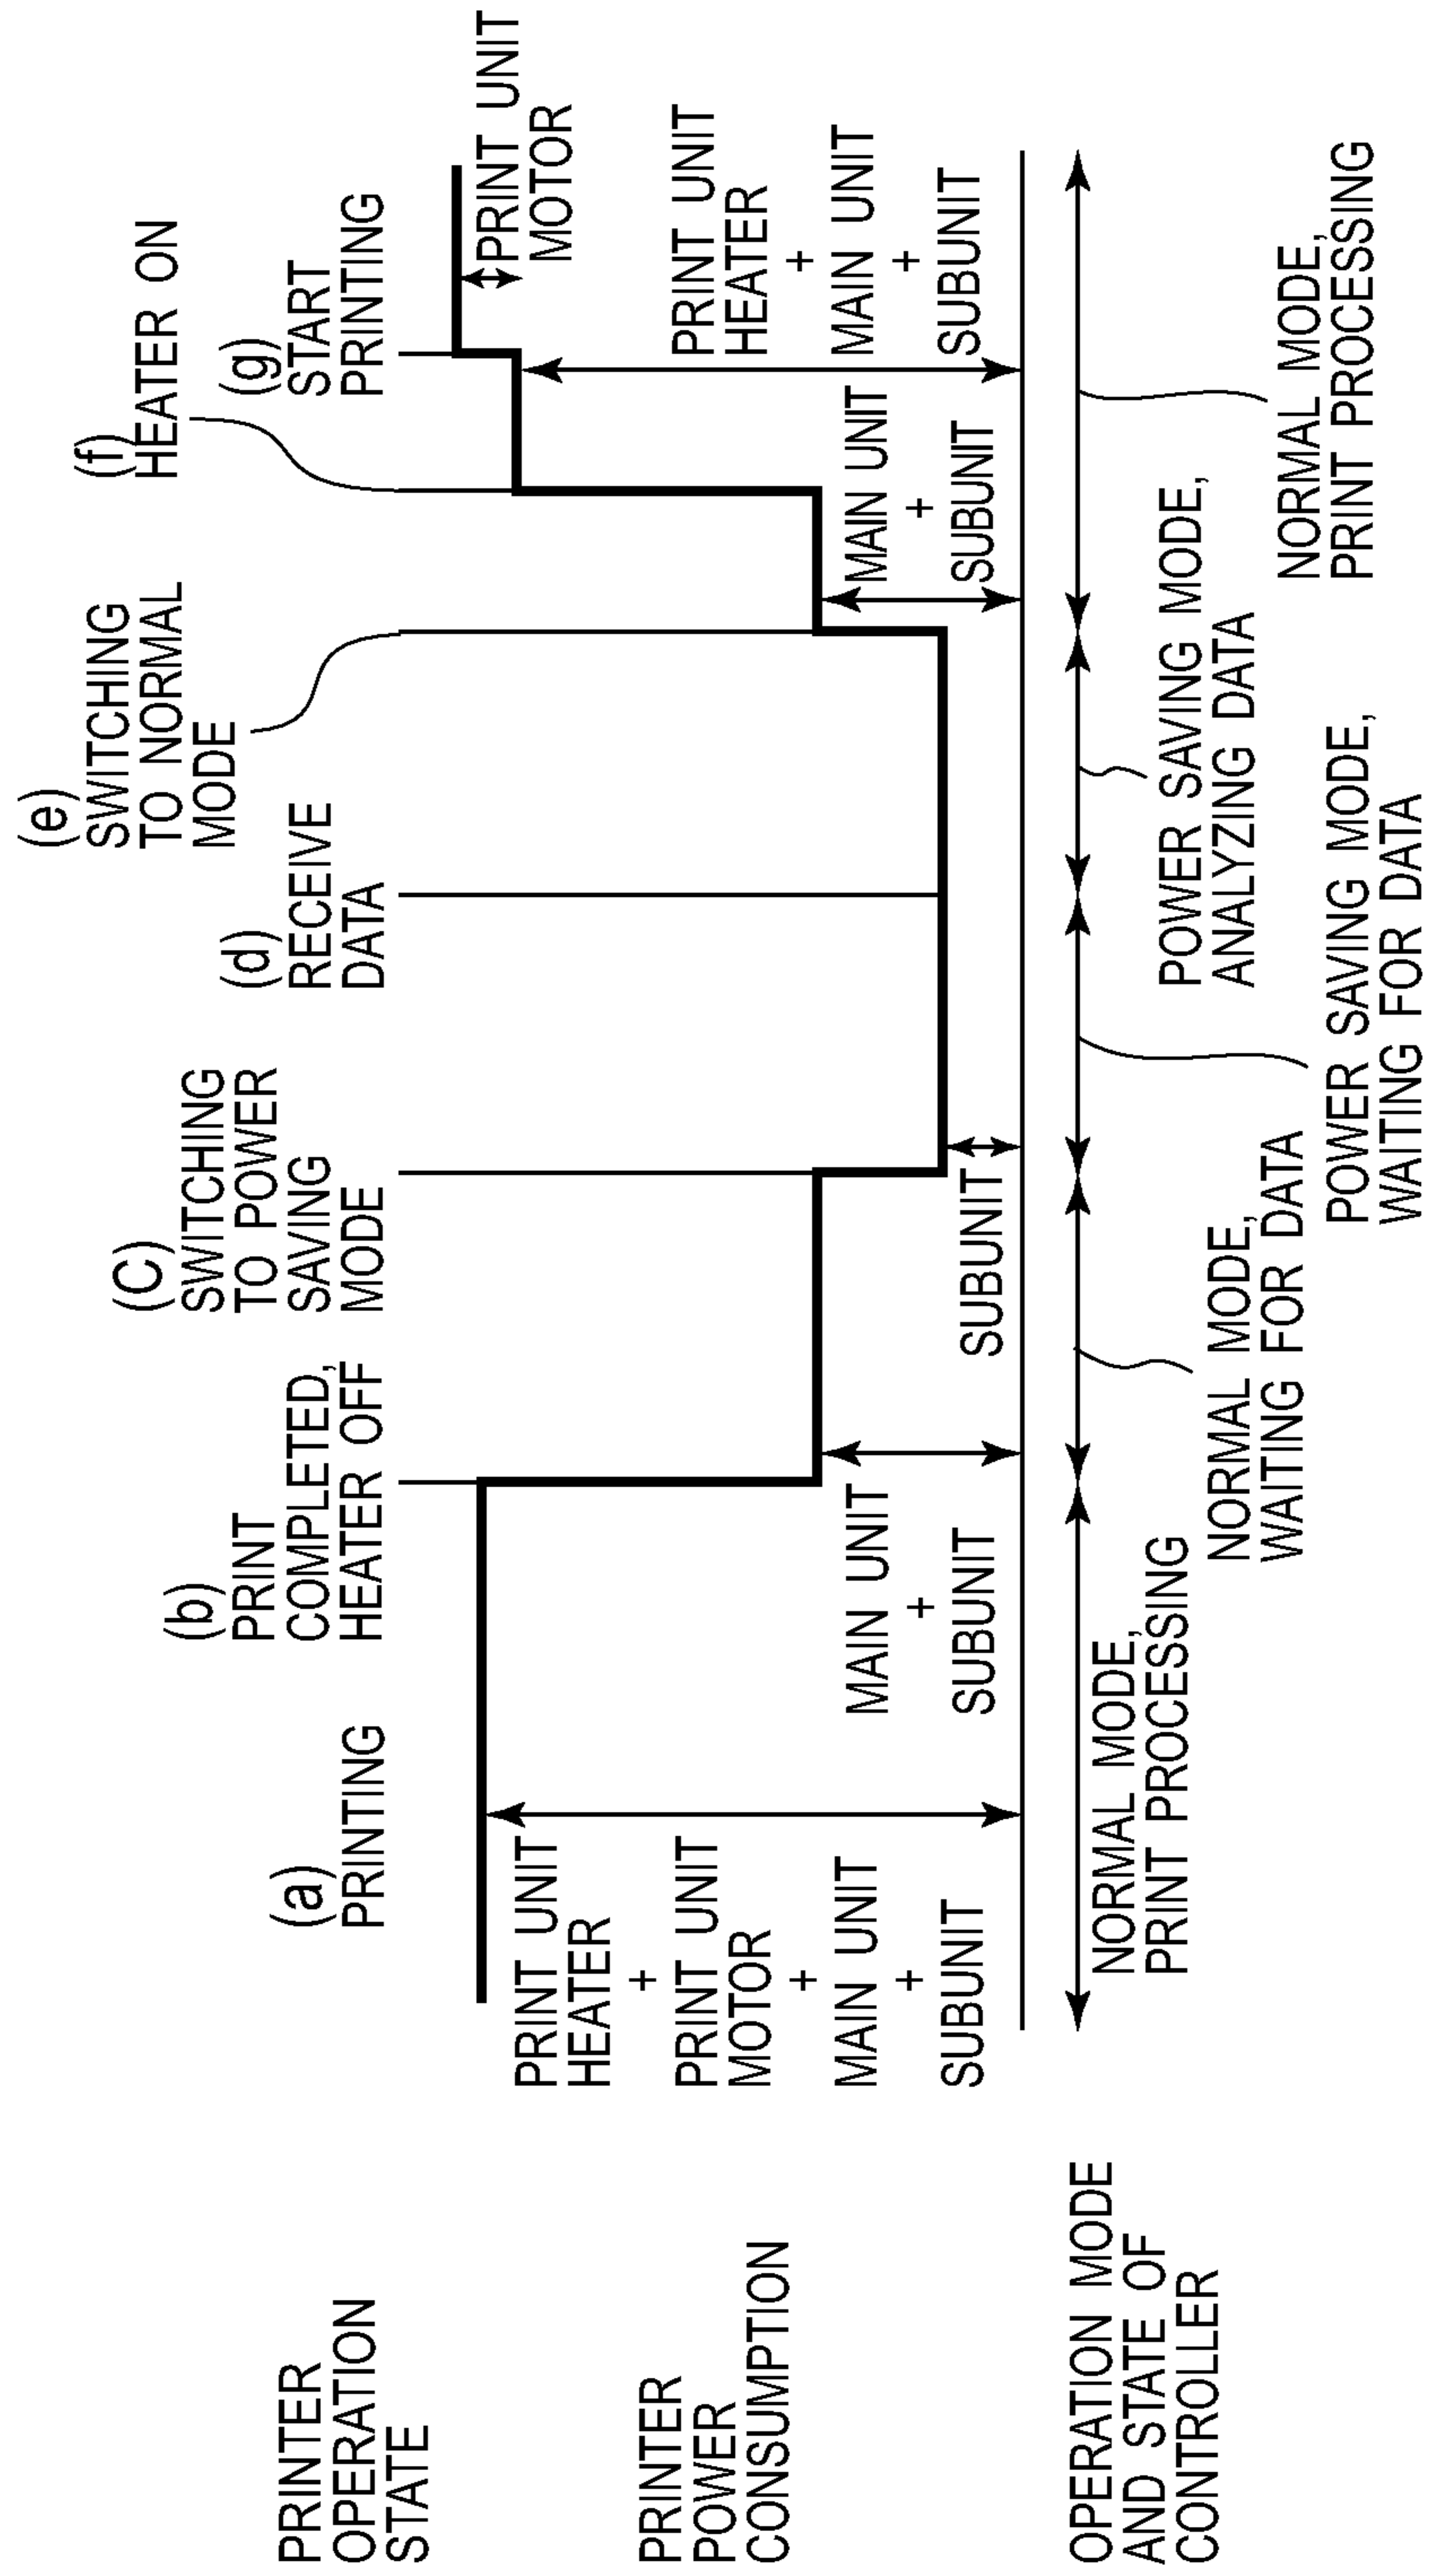 PRINTER
OPERATION
STATE
(a)
PRINTING
(b)
PRINT
COMPLETED,
HEATER OFF
(C)
SWITCHING
TO POWER
SAVING
MODE
(d)
RECEIVE
DATA
(e)
SWITCHING
TO NORMAL
MODE
(f)
HEATER ON
(g)
START
PRINTING
PRINTER
POWER
CONSUMPTION
PRINT UNIT
HEATER
+
PRINT UNIT
MOTOR
+
MAIN UNIT
+
SUBUNIT
MAIN UNIT
+
SUBUNIT
SUBUNIT
MAIN UNIT
+
SUBUNIT
PRINT UNIT
HEATER
+
MAIN UNIT
+
SUBUNIT
PRINT UNIT
MOTOR
OPERATION MODE
AND STATE OF
CONTROLLER
NORMAL MODE,
PRINT PROCESSING
NORMAL MODE,
WAITING FOR DATA
POWER SAVING MODE,
WAITING FOR DATA
POWER SAVING MODE,
ANALYZING DATA
NORMAL MODE,
PRINT PROCESSING